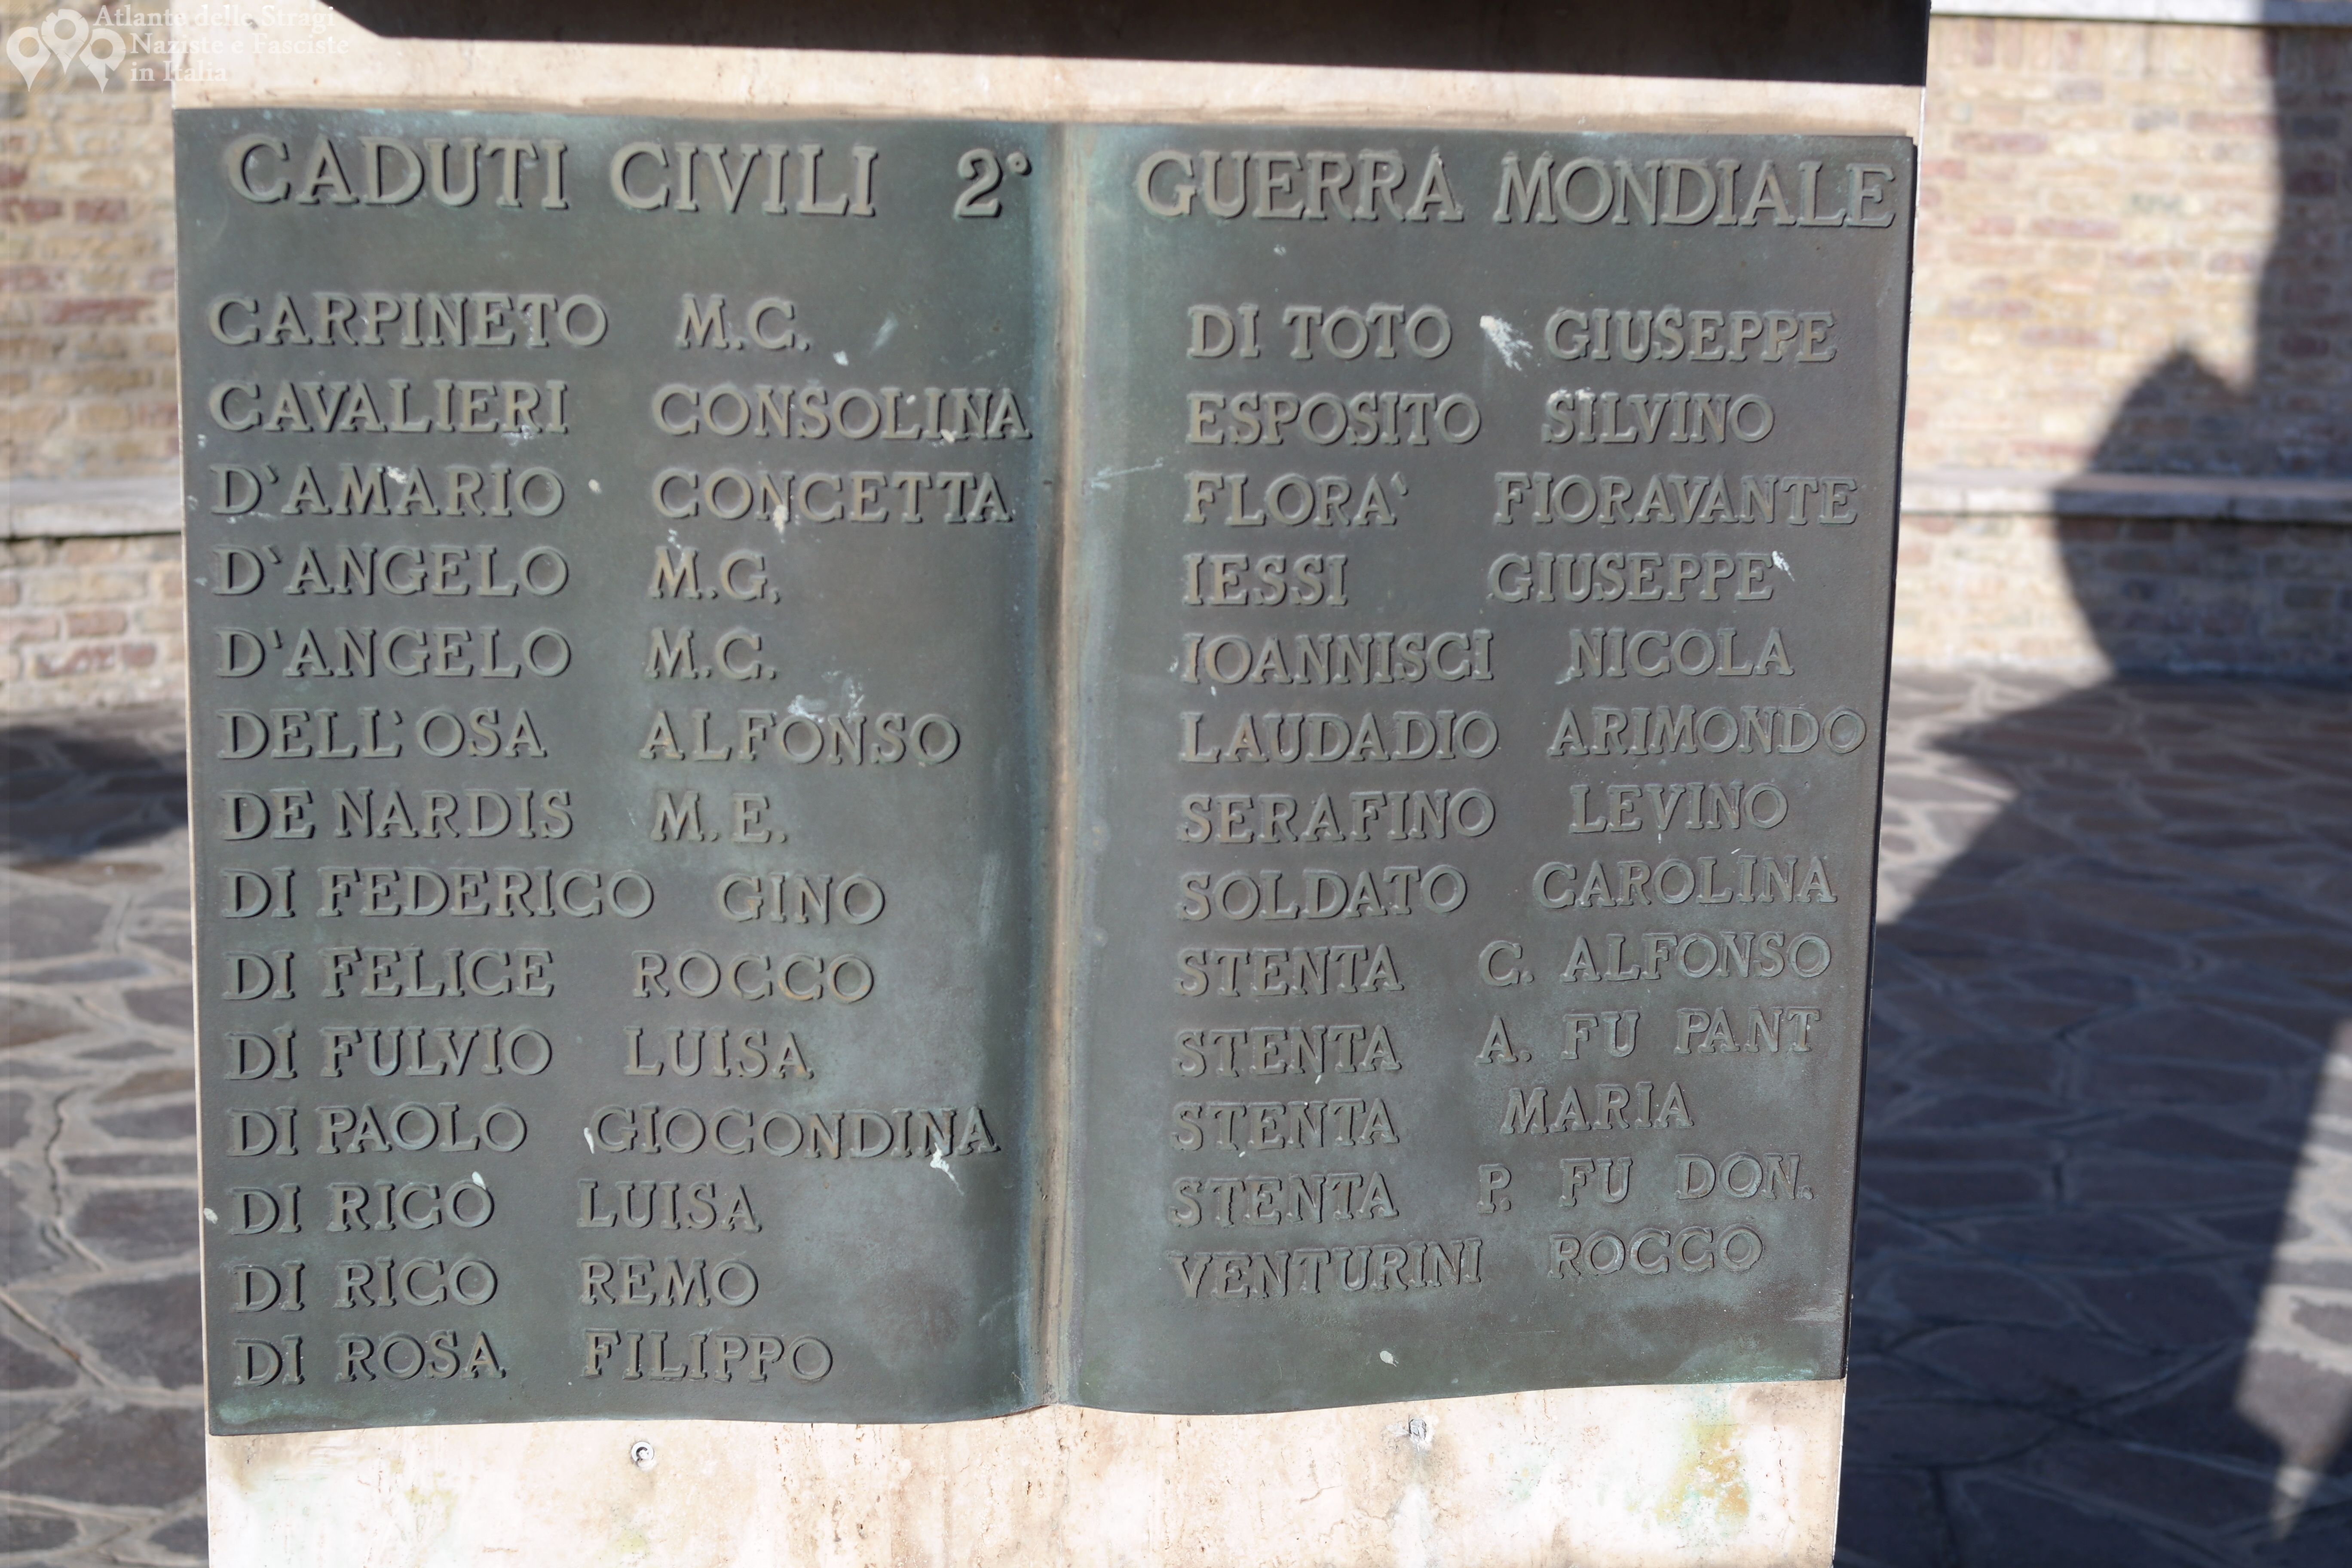 Atlante delle Stragi
Naziste e Fasciste
in Italia
CADUTI CIVILI 2° GUERRA MONDIALE
CARPINETO M.C.
CAVALIERI CONSOLINA
D'AMARIO CONCETTA
D'ANGELO M.G.
D'ANGELO M.C.
DELL'OSA ALFONSO
DE NARDIS M.E.
DI FEDERICO GINO
DI FELICE ROCCO
DI FULVIO LUISA
DI PAOLO GIOCONDINA
DI RICO LUISA
DI RICO REMO
DI ROSA FILIPPO
DI TOTO GIUSEPPE
ESPOSITO SILVINO
FLORA' FIORAVANTE
IESSI GIUSEPPE
IOANNISCI NICOLA
LAUDADIO ARIMONDO
SERAFINO LEVINO
SOLDATO CAROLINA
STENTA C. ALFONSO
STENTA A. FU PANT
STENTA MARIA
STENTA P. FU DON.
VENTURINI ROCCO